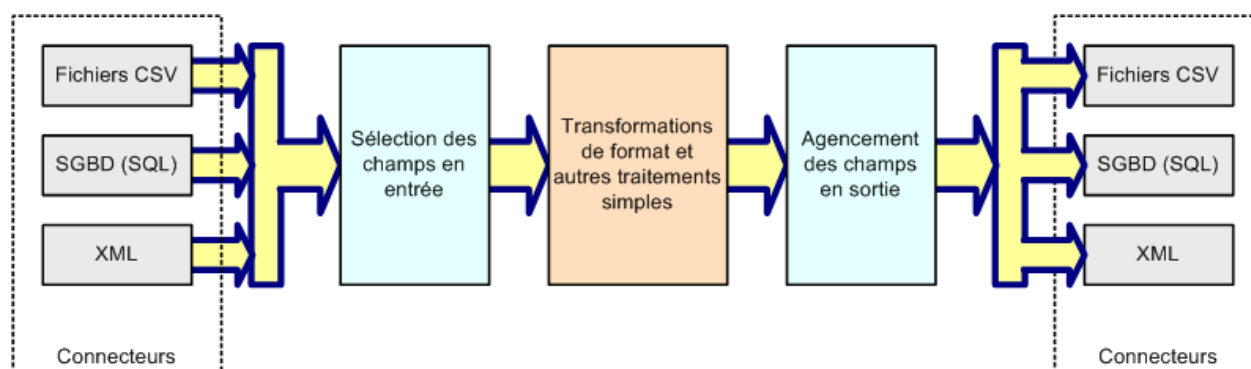 Fichiers CSV
SGBD (SQL)
XML
Connecteurs
Sélection des
champs en
entrée
Transformations
de format et
autres traitements
simples
Agencement
des champs
en sortie
Fichiers CSV
SGBD (SQL)
XML
Connecteurs